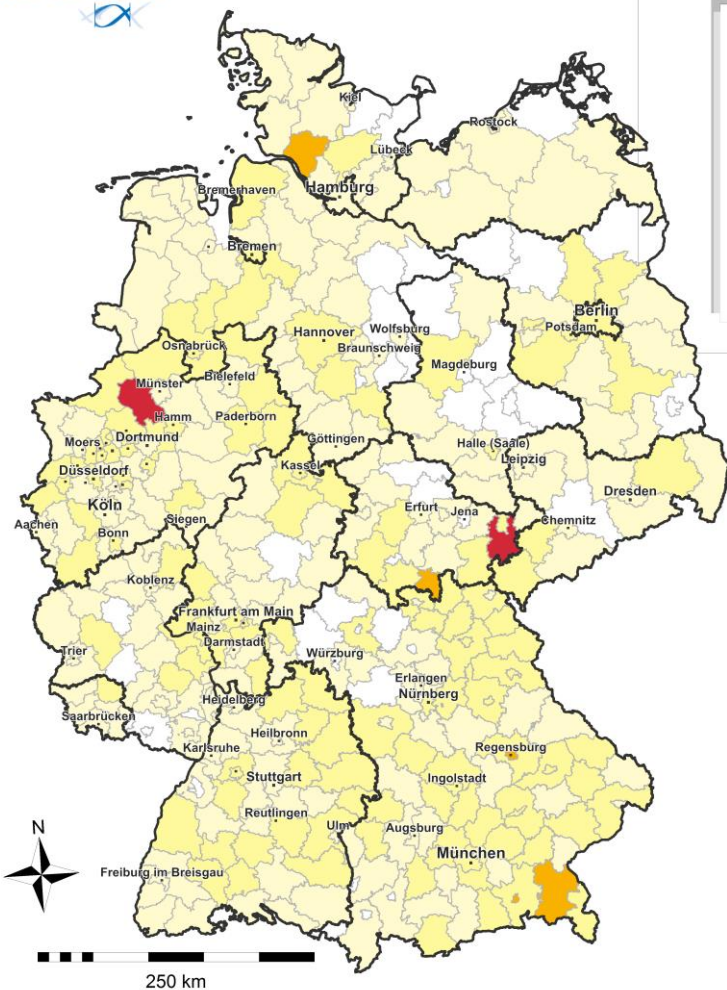 Kiel
Rostock
Lübeck
Hamburg
Bremerhaven
Bremen
Berlin
Potsdam
Hannover
Wolfsburg
Braunschweig
Osnabrück
Magdeburg
Münster
Bielefeld
Hamm
Paderborn
Moers
Dortmund
Göttingen
Halle (Saale)
Leipzig
Düsseldorf
Kassel
Dresden
Köln
Erfurt
Jena
Chemnitz
Aachen
Bonn
Siegen
Koblenz
Frankfurt am Main
Mainz
Darmstadt
Trier
Würzburg
Erlangen
Nürnberg
Heidelberg
Saarbrücken
Heilbronn
Karlsruhe
Regensburg
Stuttgart
Ingolstadt
Reutlingen
Ulm
Augsburg
München
N
Freiburg im Breisgau
250 km